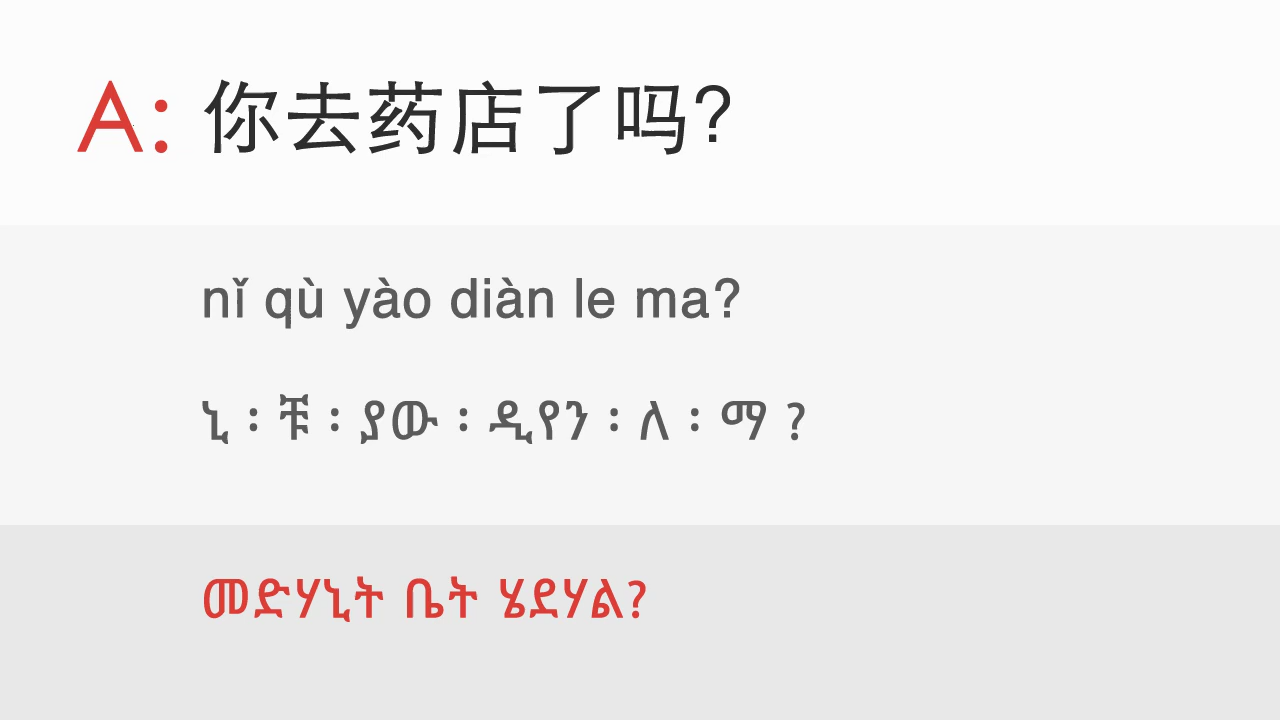 A: 你去药店了吗?
nǐ qù yào diàn le ma?
ኒ ፡ ቹ ፡ ያው ፡ ዲየን ፡ ለ ፡ ማ ?
መድሃኒት ቤት ሄደሃል?